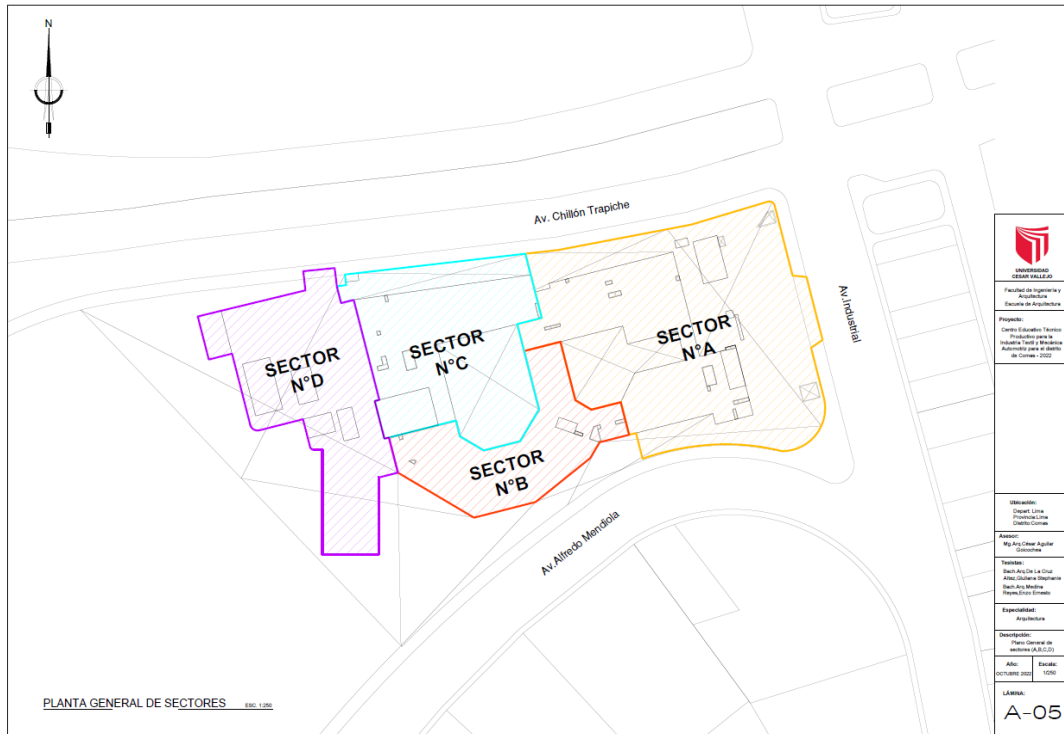 N
Av. Chillón Trapiche
Av.Industrial
SECTOR
N°A
SECTOR
N°C
SECTOR
N°D
SECTOR
N°B
Av.Alfredo Mendiola
PLANTA GENERAL DE SECTORES ESC. 1:250
UNIVERSIDAD
CESAR VALLEJO
Facultad de Ingeniería y
Arquitectura
Escuela de Arquitectura
Proyecto:
Centro Educativo Técnico
Productivo para la
Industria Textil y Mecánica
Automotriz para el distrito
de Comas - 2022
Ubicación:
Depart: Lima
Provincia:Lima
Distrito:Comas
Asesor:
Mg.Arq.César Aguilar
Goicochea
Tesistas:
Bach.Arq.De La Cruz
Altez,Giuliana Stephanie
Bach.Arq.Medina
Reyes,Enzo Ernesto
Especialidad:
Arquitectura
Descripción:
Plano General de
sectores (A,B,C,D)
Año:
OCTUBRE 2022
Escala:
1/250
LÁMINA:
A-05